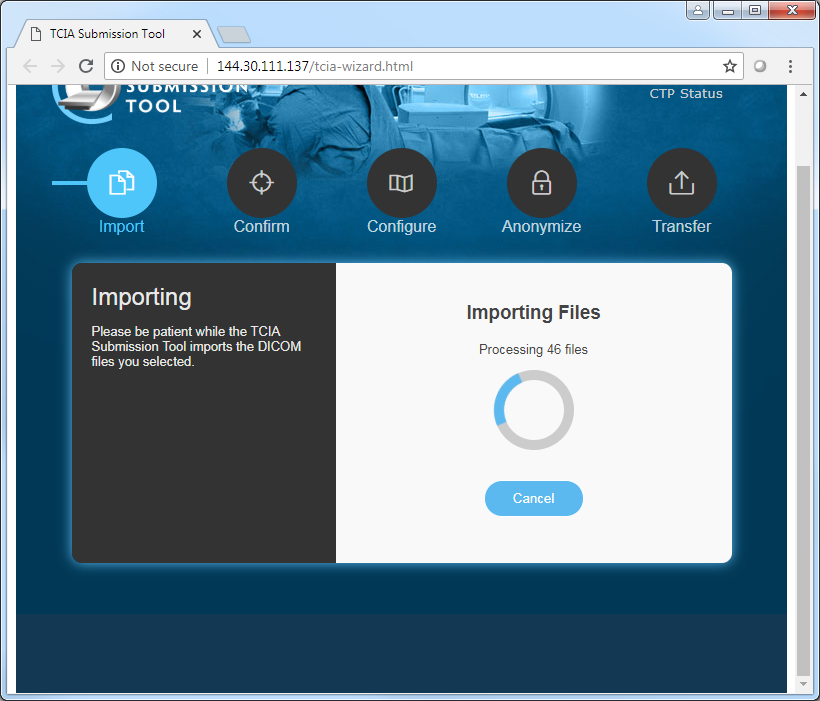 TCIA Submission Tool
Not secure
144.30.111.137/tcia-wizard.html
SUBMISSION
TOOL
CTP Status
Import
Confirm
Configure
Anonymize
Transfer
Importing
Please be patient while the TCIA
Submission Tool imports the DICOM
files you selected.
Importing Files
Processing 46 files
Cancel